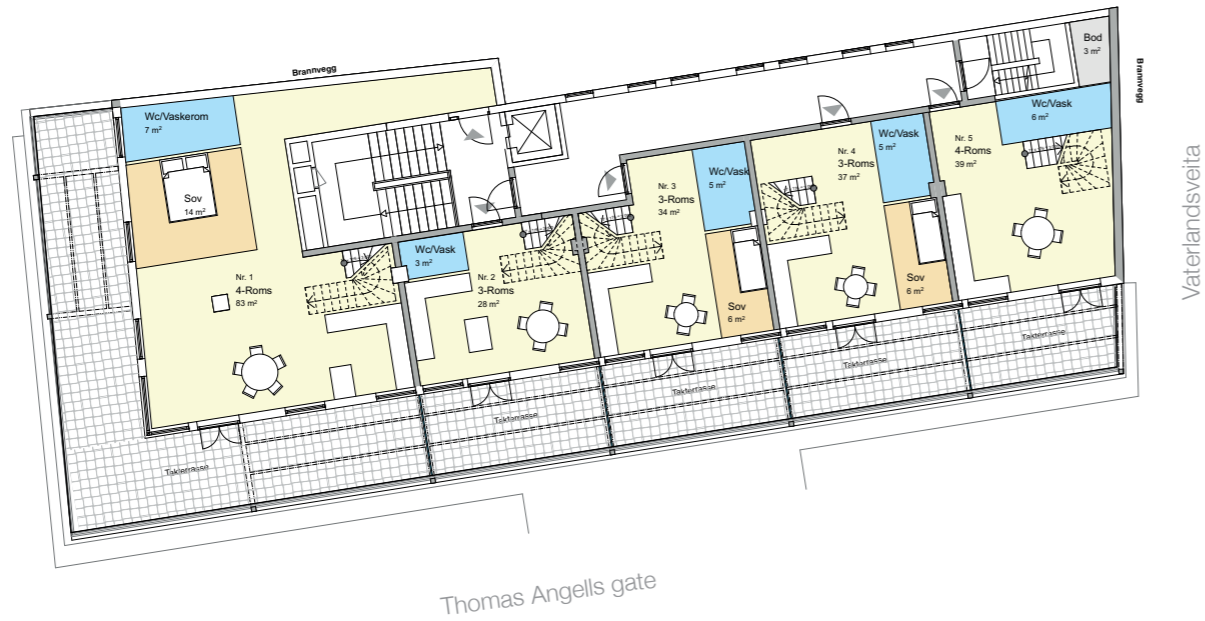 Brannvegg
Bod
3 m²
Brannvegg
Wc/Vaskerom
7 m²
Sov
14 m²
Nr. 1
4-Roms
83 m²
Wc/Vask
3 m²
Nr. 2
3-Roms
28 m²
Nr. 3
3-Roms
34 m²
Wc/Vask
5 m²
Sov
6 m²
Nr. 4
3-Roms
37 m²
Wc/Vask
5 m²
Sov
6 m²
Nr. 5
4-Roms
39 m²
Wc/Vask
6 m²
Takterrasse
Takterrasse
Takterrasse
Takterrasse
Takterrasse
Thomas Angells gate
Vaterlandsveita